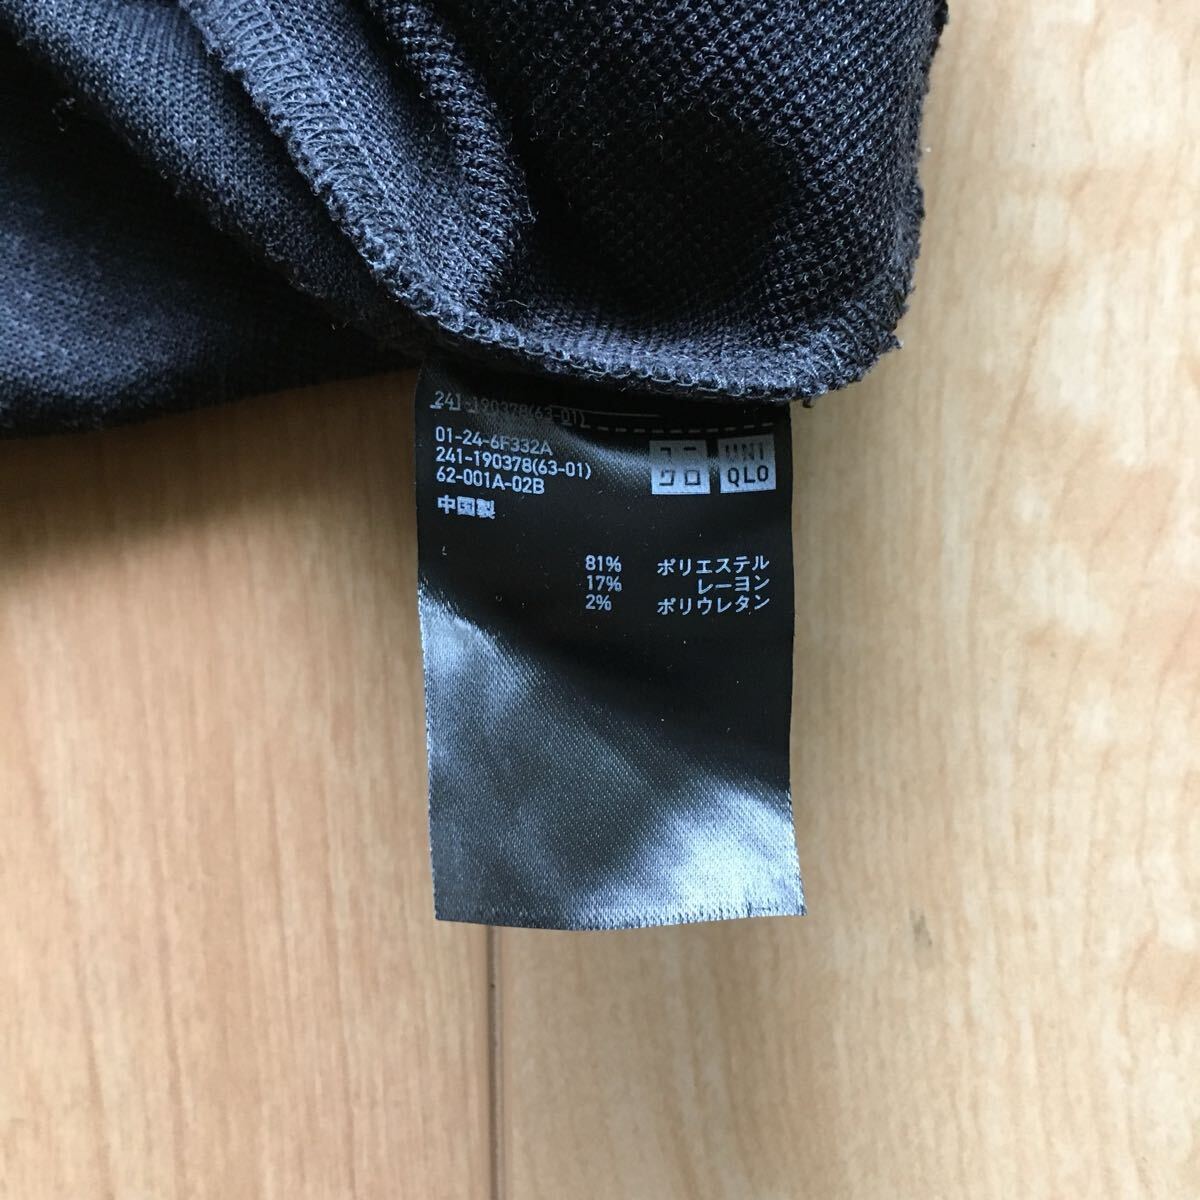 241-190378(63-01)
01-24-6F332A
241-190378(63-01)
62-001A-02B
中国製
ユニ
クロ
UNI
QLO
81% ポリエステル
17% レーヨン
2% ポリウレタン